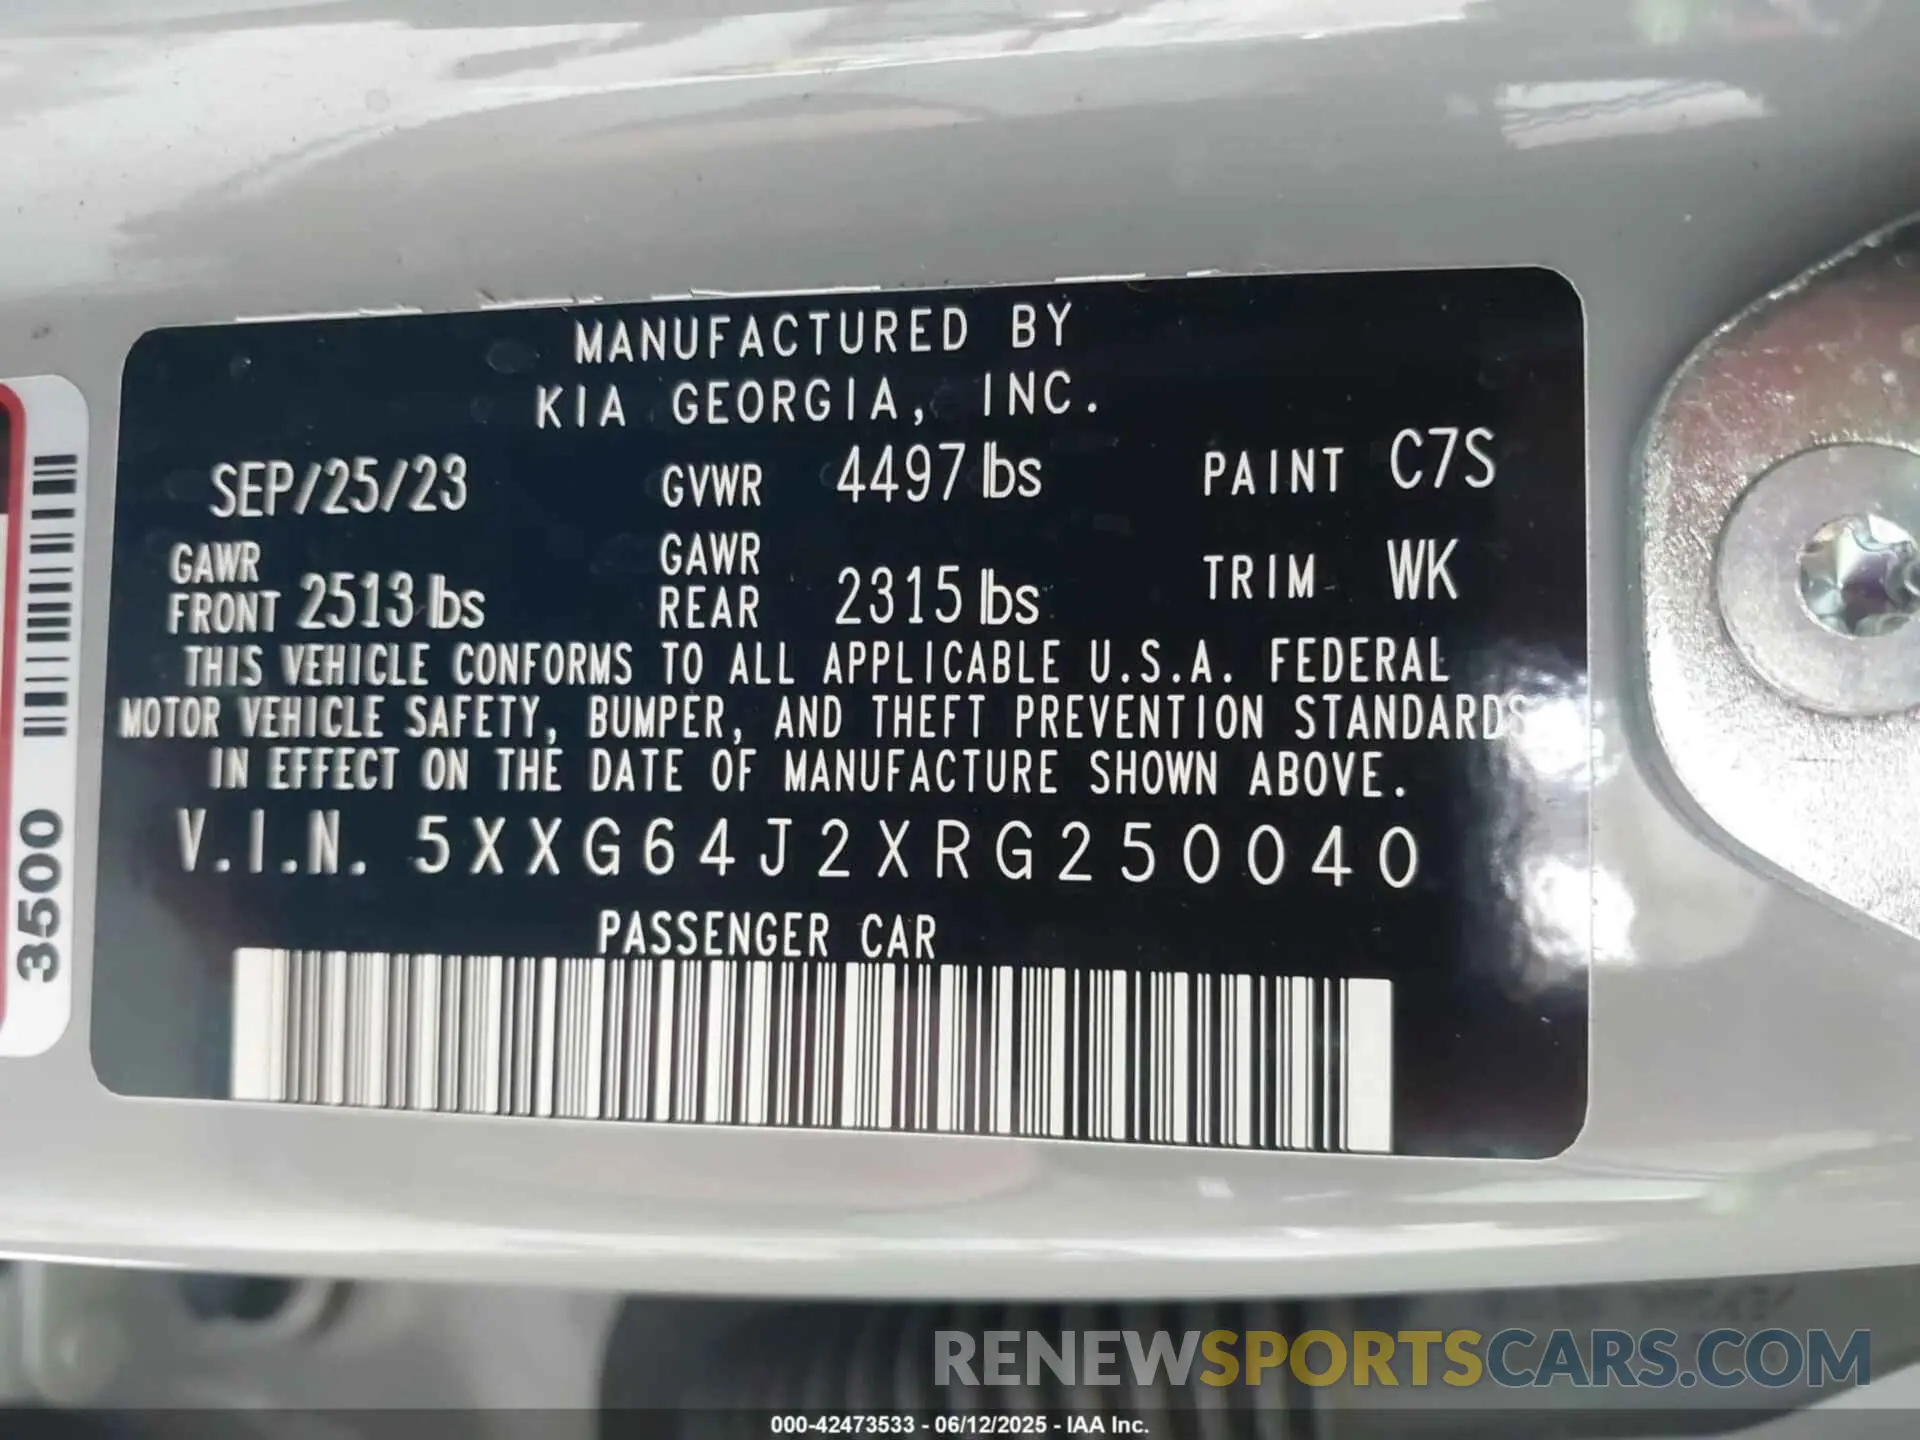 MANUFACTURED BY
KIA GEORGIA, INC.
SEP/25/23 GVWR 4497 lbs PAINT C7S
GAWR FRONT 2513 lbs GAWR REAR 2315 lbs TRIM WK
THIS VEHICLE CONFORMS TO ALL APPLICABLE U.S.A. FEDERAL
MOTOR VEHICLE SAFETY, BUMPER, AND THEFT PREVENTION STANDARDS
IN EFFECT ON THE DATE OF MANUFACTURE SHOWN ABOVE.
V.I.N. 5XXG64J2XRG250040
PASSENGER CAR
3500
RENEWSPORTSCARS.COM
000-42473533 - 06/12/2025 - IAA Inc.